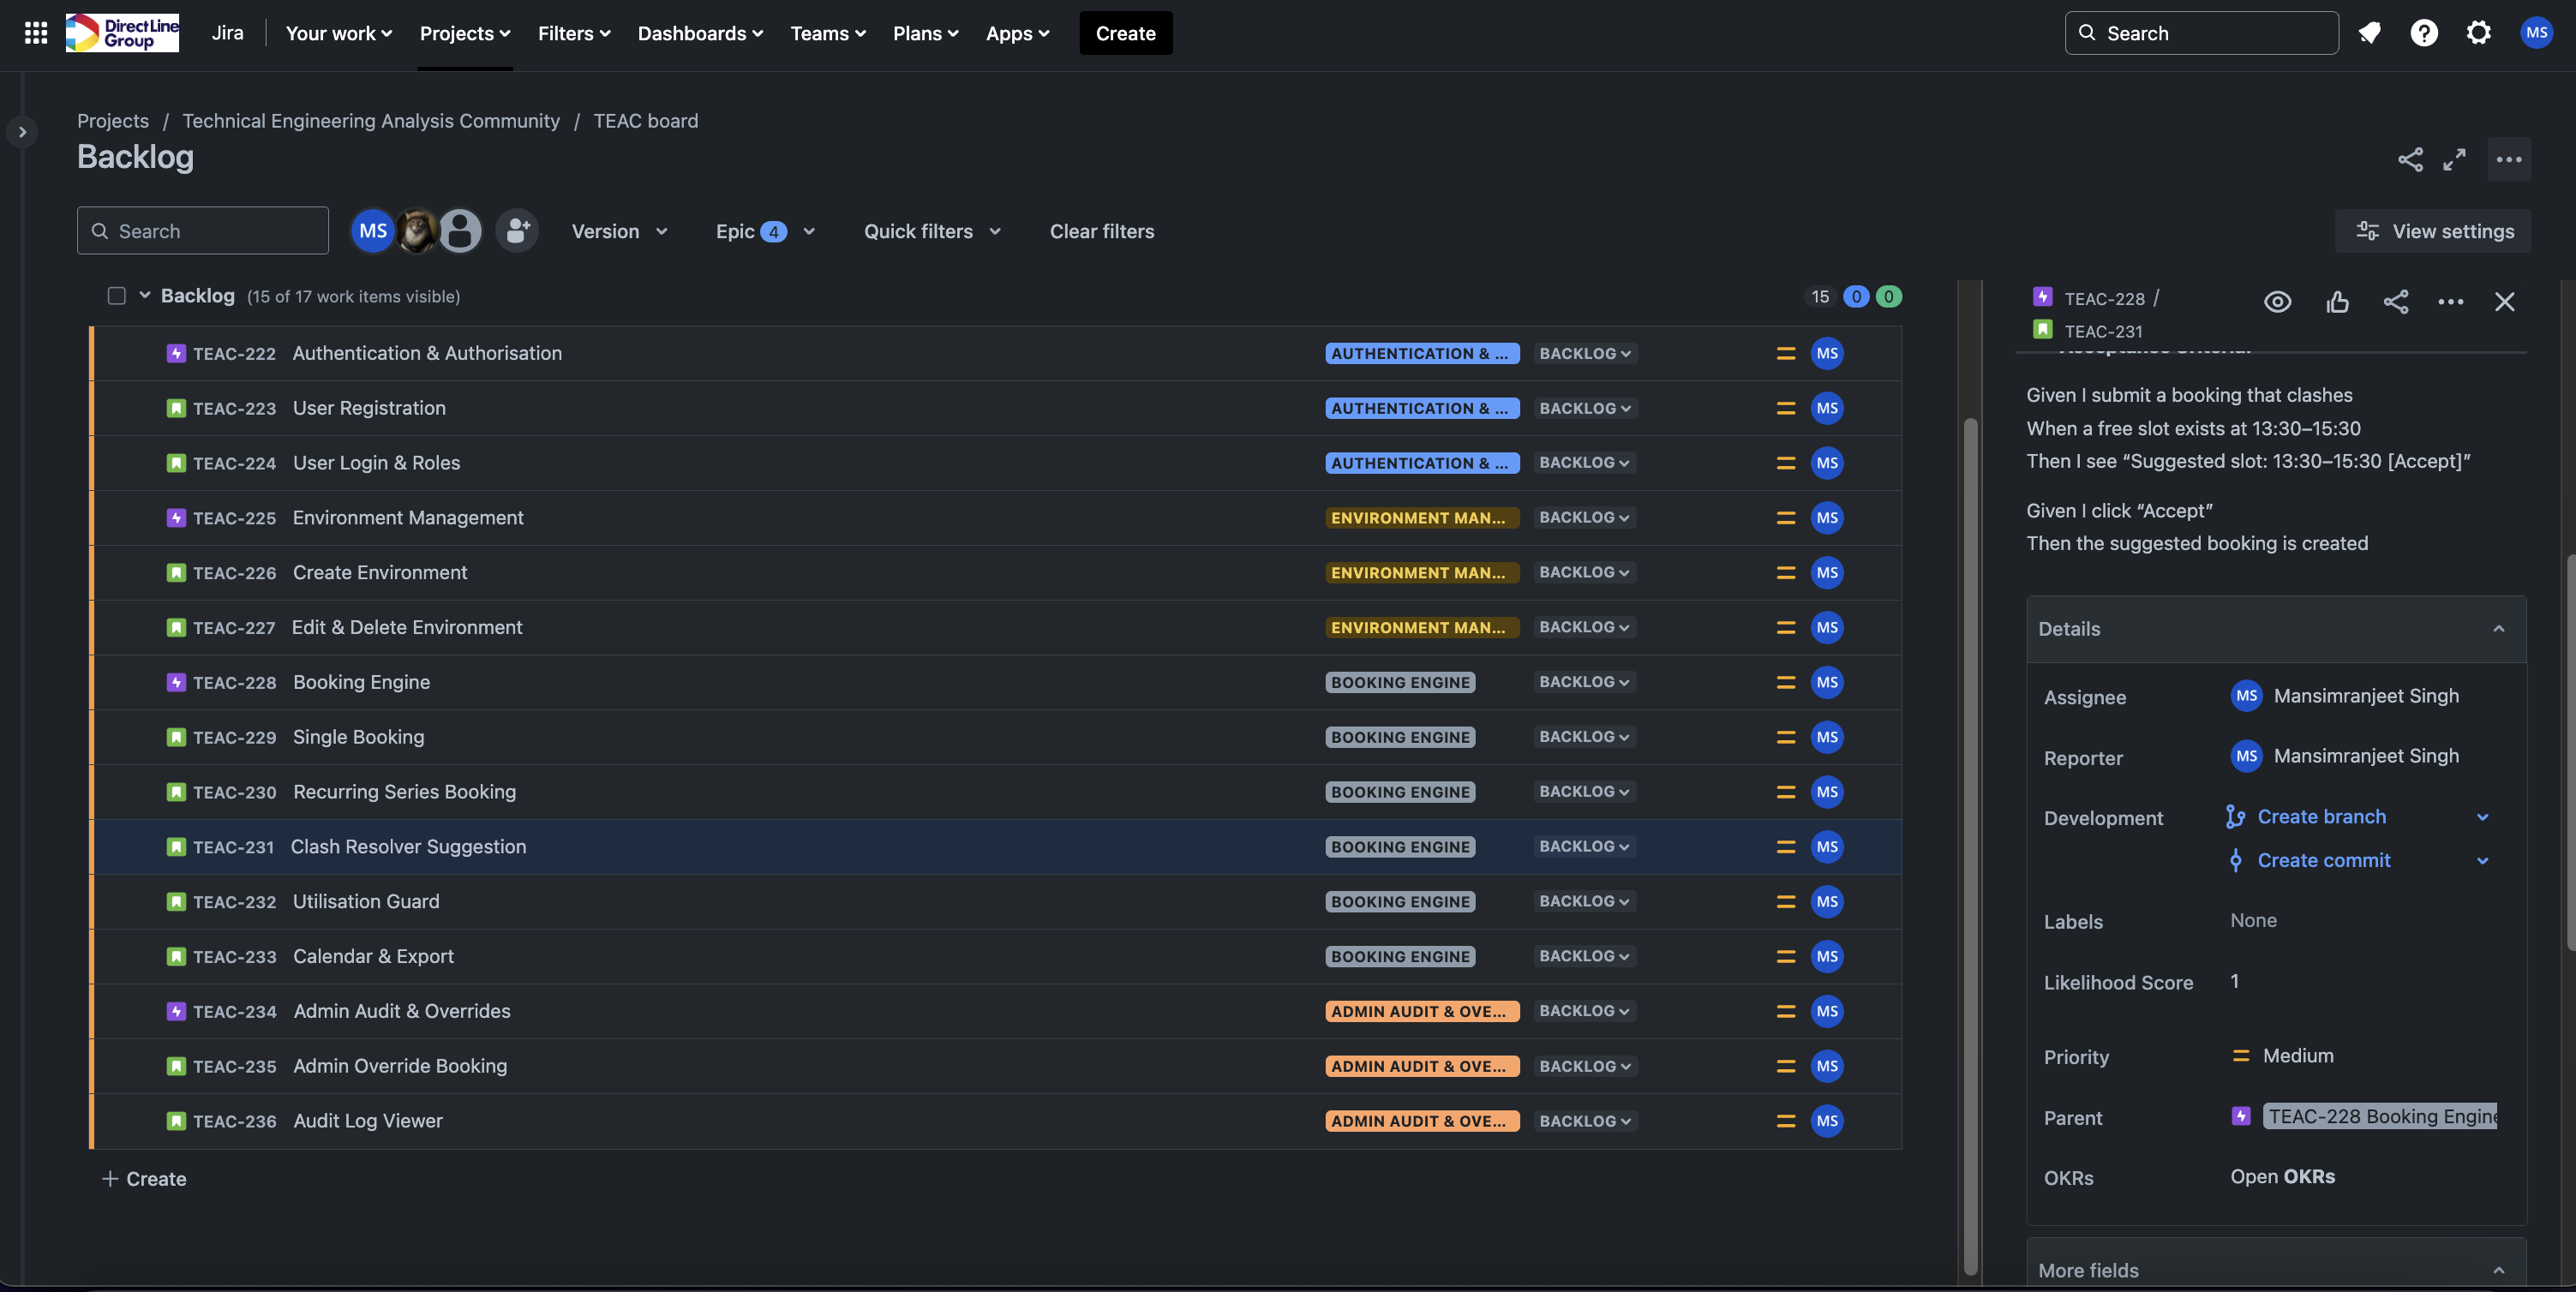 DirectLine Group
Jira
Your work
Projects
Filters
Dashboards
Teams
Plans
Apps
Create
Search
MS
Projects / Technical Engineering Analysis Community / TEAC board
Backlog
Search
MS
Version
Epic 4
Quick filters
Clear filters
View settings
Backlog (15 of 17 work items visible) 15 0 0
TEAC-222 Authentication & Authorisation AUTHENTICATION & ... BACKLOG MS
TEAC-223 User Registration AUTHENTICATION & ... BACKLOG MS
TEAC-224 User Login & Roles AUTHENTICATION & ... BACKLOG MS
TEAC-225 Environment Management ENVIRONMENT MAN... BACKLOG MS
TEAC-226 Create Environment ENVIRONMENT MAN... BACKLOG MS
TEAC-227 Edit & Delete Environment ENVIRONMENT MAN... BACKLOG MS
TEAC-228 Booking Engine BOOKING ENGINE BACKLOG MS
TEAC-229 Single Booking BOOKING ENGINE BACKLOG MS
TEAC-230 Recurring Series Booking BOOKING ENGINE BACKLOG MS
TEAC-231 Clash Resolver Suggestion BOOKING ENGINE BACKLOG MS
TEAC-232 Utilisation Guard BOOKING ENGINE BACKLOG MS
TEAC-233 Calendar & Export BOOKING ENGINE BACKLOG MS
TEAC-234 Admin Audit & Overrides ADMIN AUDIT & OVE... BACKLOG MS
TEAC-235 Admin Override Booking ADMIN AUDIT & OVE... BACKLOG MS
TEAC-236 Audit Log Viewer ADMIN AUDIT & OVE... BACKLOG MS
+ Create
TEAC-228 /
TEAC-231
Acceptance Criteria:
Given I submit a booking that clashes
When a free slot exists at 13:30–15:30
Then I see “Suggested slot: 13:30–15:30 [Accept]”
Given I click “Accept”
Then the suggested booking is created
Details
Assignee MS Mansimranjeet Singh
Reporter MS Mansimranjeet Singh
Development Create branch
Create commit
Labels None
Likelihood Score 1
Priority Medium
Parent TEAC-228 Booking Engine
OKRs Open OKRs
More fields